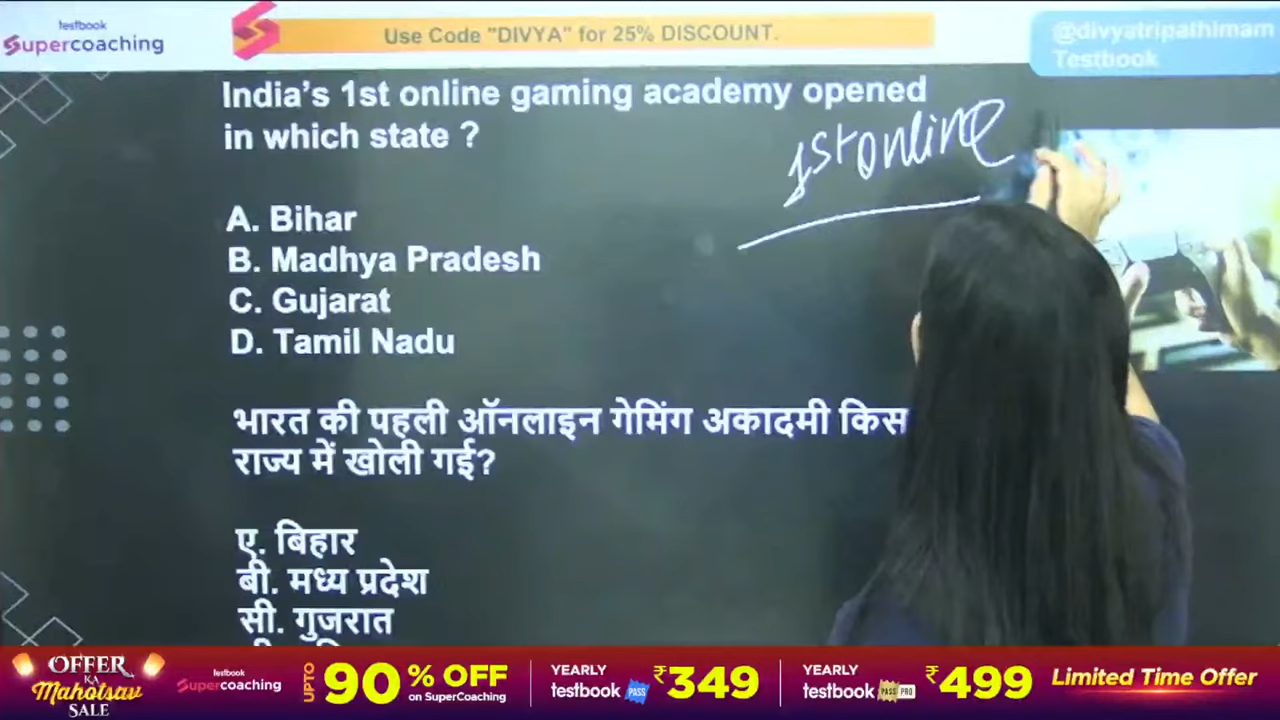 testbook
Supercoaching
Use Code "DIVYA" for 25% DISCOUNT.
@divyatripathimam
Testbook
India's 1st online gaming academy opened
in which state ?
1st online
A. Bihar
B. Madhya Pradesh
C. Gujarat
D. Tamil Nadu
भारत की पहली ऑनलाइन गेमिंग अकादमी किस
राज्य में खोली गई?
ए. बिहार
बी. मध्य प्रदेश
सी. गुजरात
OFFER
KA
Mahotsav
SALE
testbook
Supercoaching
UPTO
90% OFF
on SuperCoaching
YEARLY
testbook PASS
₹349
YEARLY
testbook PASS PRO
₹499
Limited Time Offer